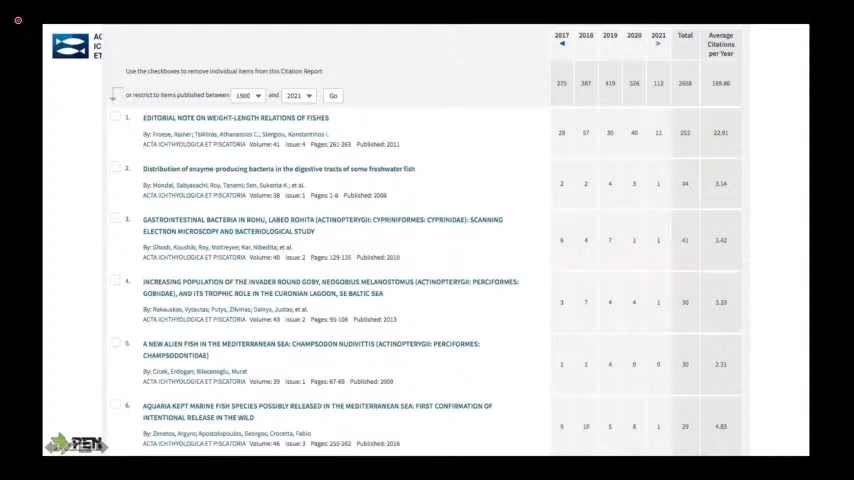 AC
ICH
ET
2017 2018 2019 2020 2021 Total Average
Citations
per Year
Use the checkboxes to remove individual items from this Citation Report
or restrict to items published between 1900 and 2021 Go
275 387 419 526 112 2656 189.86
1. EDITORIAL NOTE ON WEIGHT-LENGTH RELATIONS OF FISHES
By: Froese, Rainer; Tsikliras, Athanassios C.; Stergiou, Konstantinos I.
ACTA ICHTHYOLOGICA ET PISCATORIA Volume: 41 Issue: 4 Pages: 261-263 Published: 2011
28 57 30 40 11 252 22.91
2. Distribution of enzyme-producing bacteria in the digestive tracts of some freshwater fish
By: Mondal, Sabyasachi; Roy, Tanami; Sen, Sukanta K.; et al.
ACTA ICHTHYOLOGICA ET PISCATORIA Volume: 38 Issue: 1 Pages: 1-8 Published: 2008
2 2 4 3 1 44 3.14
3. GASTROINTESTINAL BACTERIA IN ROHU, LABEO ROHITA (ACTINOPTERYGII: CYPRINIFORMES: CYPRINIDAE): SCANNING
ELECTRON MICROSCOPY AND BACTERIOLOGICAL STUDY
By: Ghosh, Koushik; Roy, Moitreyee; Kar, Nibedita; et al.
ACTA ICHTHYOLOGICA ET PISCATORIA Volume: 40 Issue: 2 Pages: 129-135 Published: 2010
6 4 7 1 1 41 3.42
4. INCREASING POPULATION OF THE INVADER ROUND GOBY, NEOGOBIUS MELANOSTOMUS (ACTINOPTERYGII: PERCIFORMES:
GOBIIDAE), AND ITS TROPHIC ROLE IN THE CURONIAN LAGOON, SE BALTIC SEA
By: Rakauskas, Vytautas; Putys, Zilvinas; Dainys, Justas; et al.
ACTA ICHTHYOLOGICA ET PISCATORIA Volume: 43 Issue: 2 Pages: 95-108 Published: 2013
3 7 4 4 1 30 3.33
5. A NEW ALIEN FISH IN THE MEDITERRANEAN SEA: CHAMPSODON NUDIVITTIS (ACTINOPTERYGII: PERCIFORMES:
CHAMPSODONTIDAE)
By: Cicek, Erdogan; Bilecenoglu, Murat
ACTA ICHTHYOLOGICA ET PISCATORIA Volume: 39 Issue: 1 Pages: 67-69 Published: 2009
1 1 4 0 0 30 2.31
6. AQUARIA KEPT MARINE FISH SPECIES POSSIBLY RELEASED IN THE MEDITERRANEAN SEA: FIRST CONFIRMATION OF
INTENTIONAL RELEASE IN THE WILD
By: Zenetos, Argyro; Apostolopoulos, Georgos; Crocetta, Fabio
ACTA ICHTHYOLOGICA ET PISCATORIA Volume: 46 Issue: 3 Pages: 255-262 Published: 2016
5 10 5 8 1 29 4.83
PEN